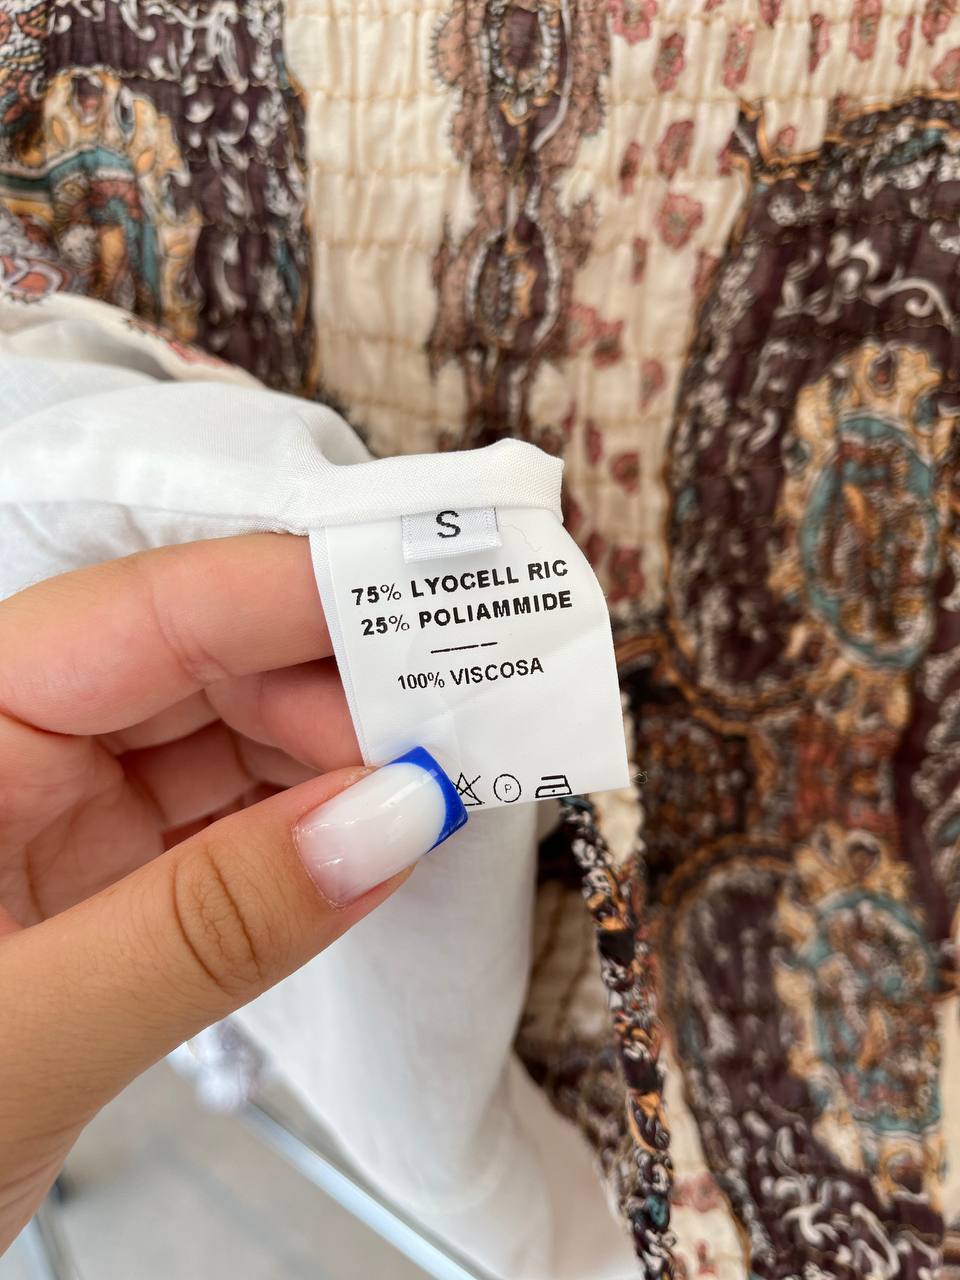 S
75% LYOCELL RIC
25% POLIAMMIDE
100% VISCOSA
P